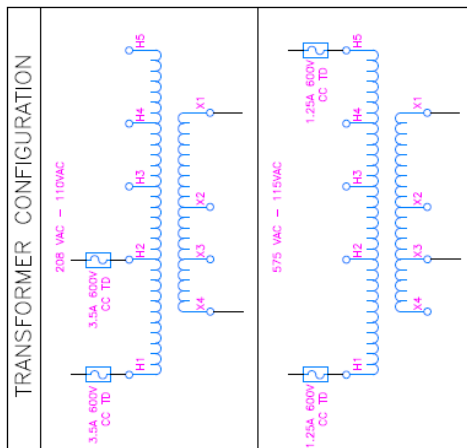 TRANSFORMER CONFIGURATION
208 VAC - 110VAC
H5
H4
H3
H2
H1
X1
X2
X3
X4
3.5A 600V
CC TD
3.5A 600V
CC TD
575 VAC - 115VAC
1.25A 600V
CC TD
H5
H4
H3
H2
H1
X1
X2
X3
X4
1.25A 600V
CC TD